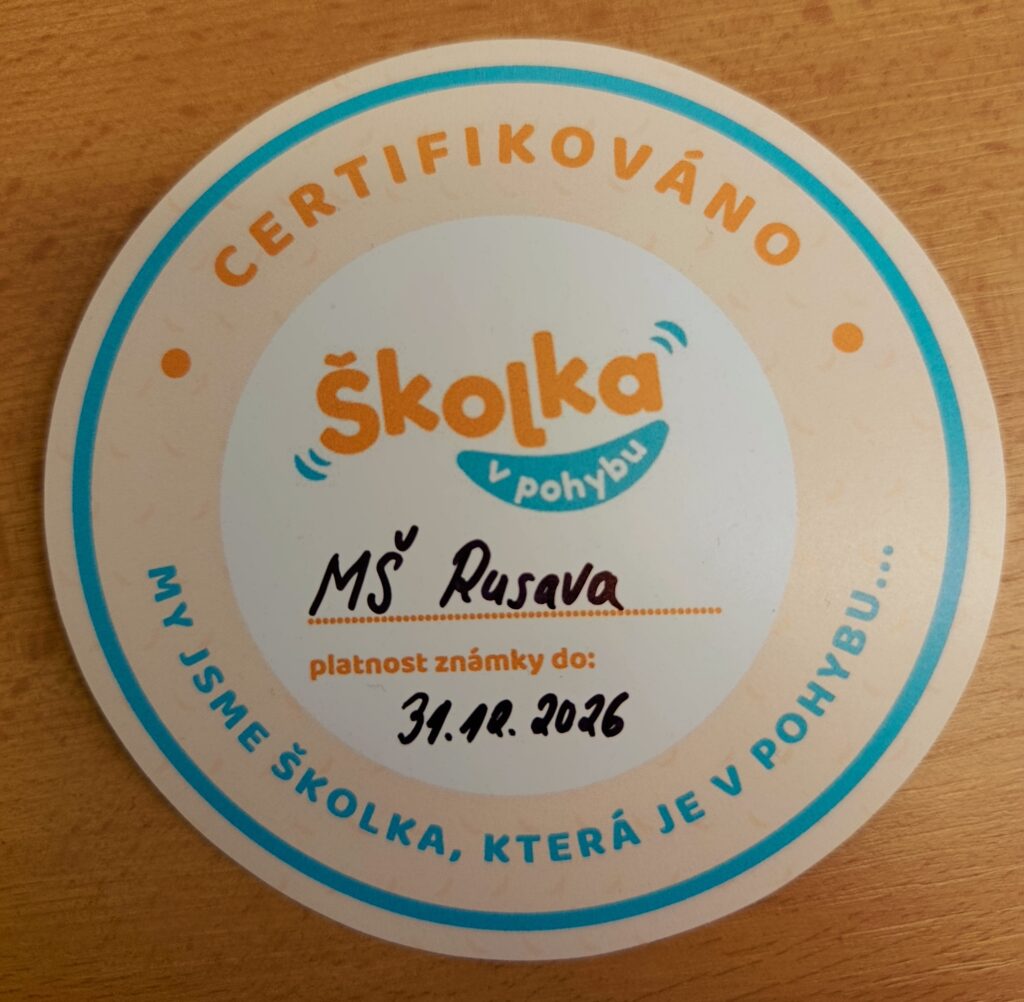 CERTIFIKOVÁNO
Školka
v pohybu
MŠ Rusava
platnost známky do:
31.12.2026
MY JSME ŠKOLKA, KTERÁ JE V POHYBU...